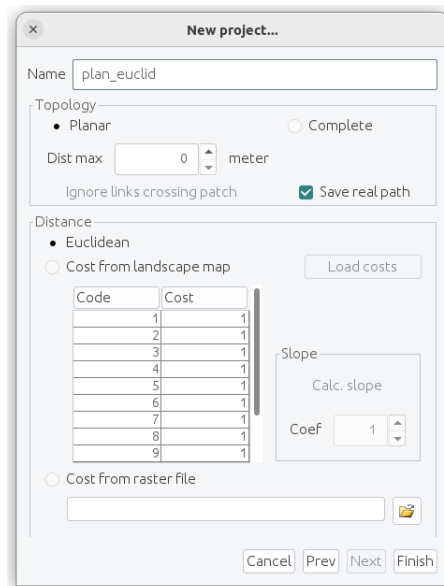 New project...
Name plan_euclid
Topology
Planar Complete
Dist max 0 meter
Ignore links crossing patch Save real path
Distance
Euclidean
Cost from landscape map Load costs
Code Cost
1 1
2 1
3 1
4 1
5 1
6 1
7 1
8 1
9 1
Slope
Calc. slope
Coef 1
Cost from raster file
Cancel Prev Next Finish